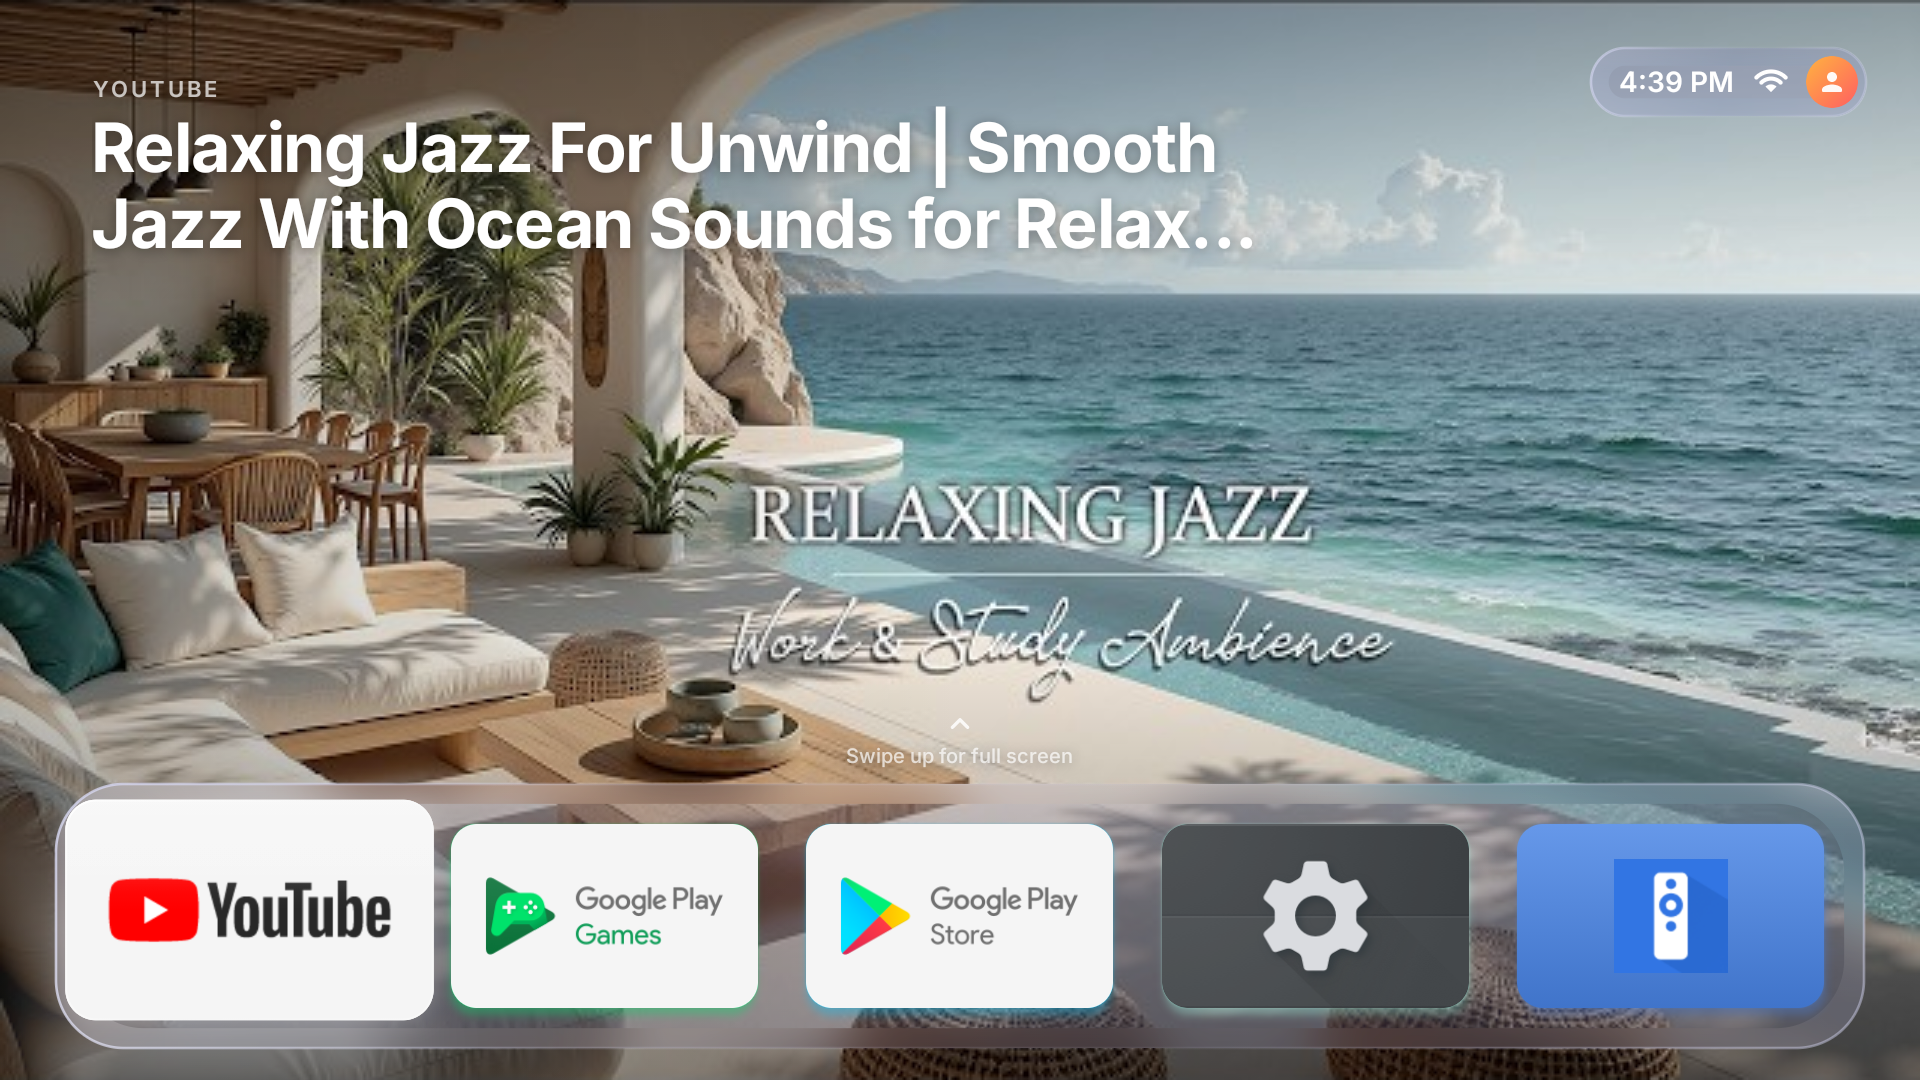 YOUTUBE
4:39 PM
Relaxing Jazz For Unwind | Smooth
Jazz With Ocean Sounds for Relax...
RELAXING JAZZ
Work & Study Ambience
Swipe up for full screen
YouTube
Google Play
Games
Google Play
Store